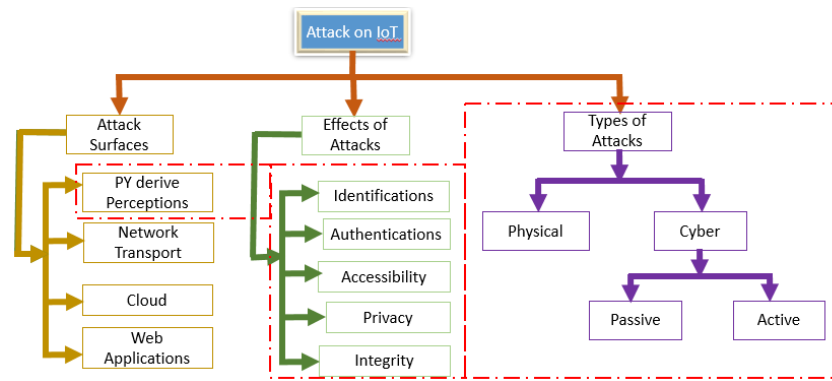 Attack on IoT
Attack
Surfaces
PY derive
Perceptions
Network
Transport
Cloud
Web
Applications
Effects of
Attacks
Identifications
Authentications
Accessibility
Privacy
Integrity
Types of
Attacks
Physical
Cyber
Passive
Active